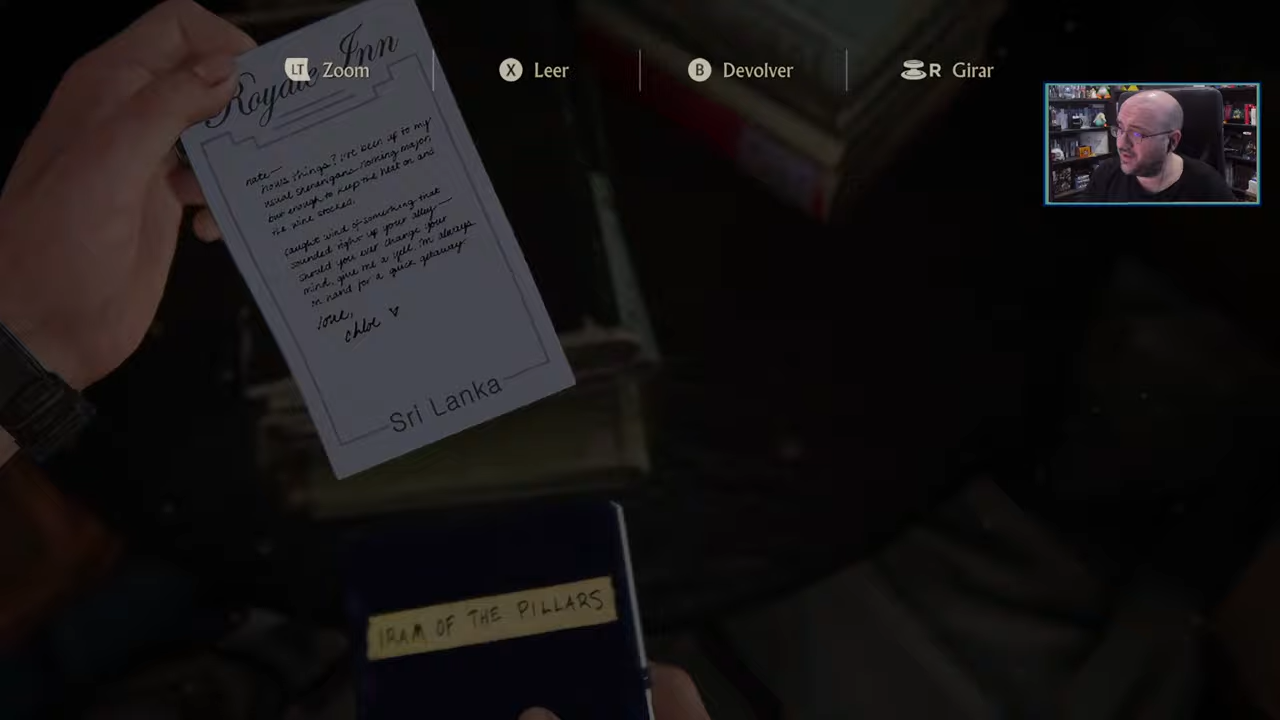 LT Zoom
X Leer
B Devolver
R Girar
Royale Inn
nate—
hows things? i've been up to my
usual shenanigans. nothing major,
but enough to keep the heat on and
the wine stocked.
caught wind of something that
sounded right up your alley—
should you ever change your
mind, give me a yell. i'm always
on hand for a quick getaway.
love,
chloe
Sri Lanka
IRAM OF THE PILLARS